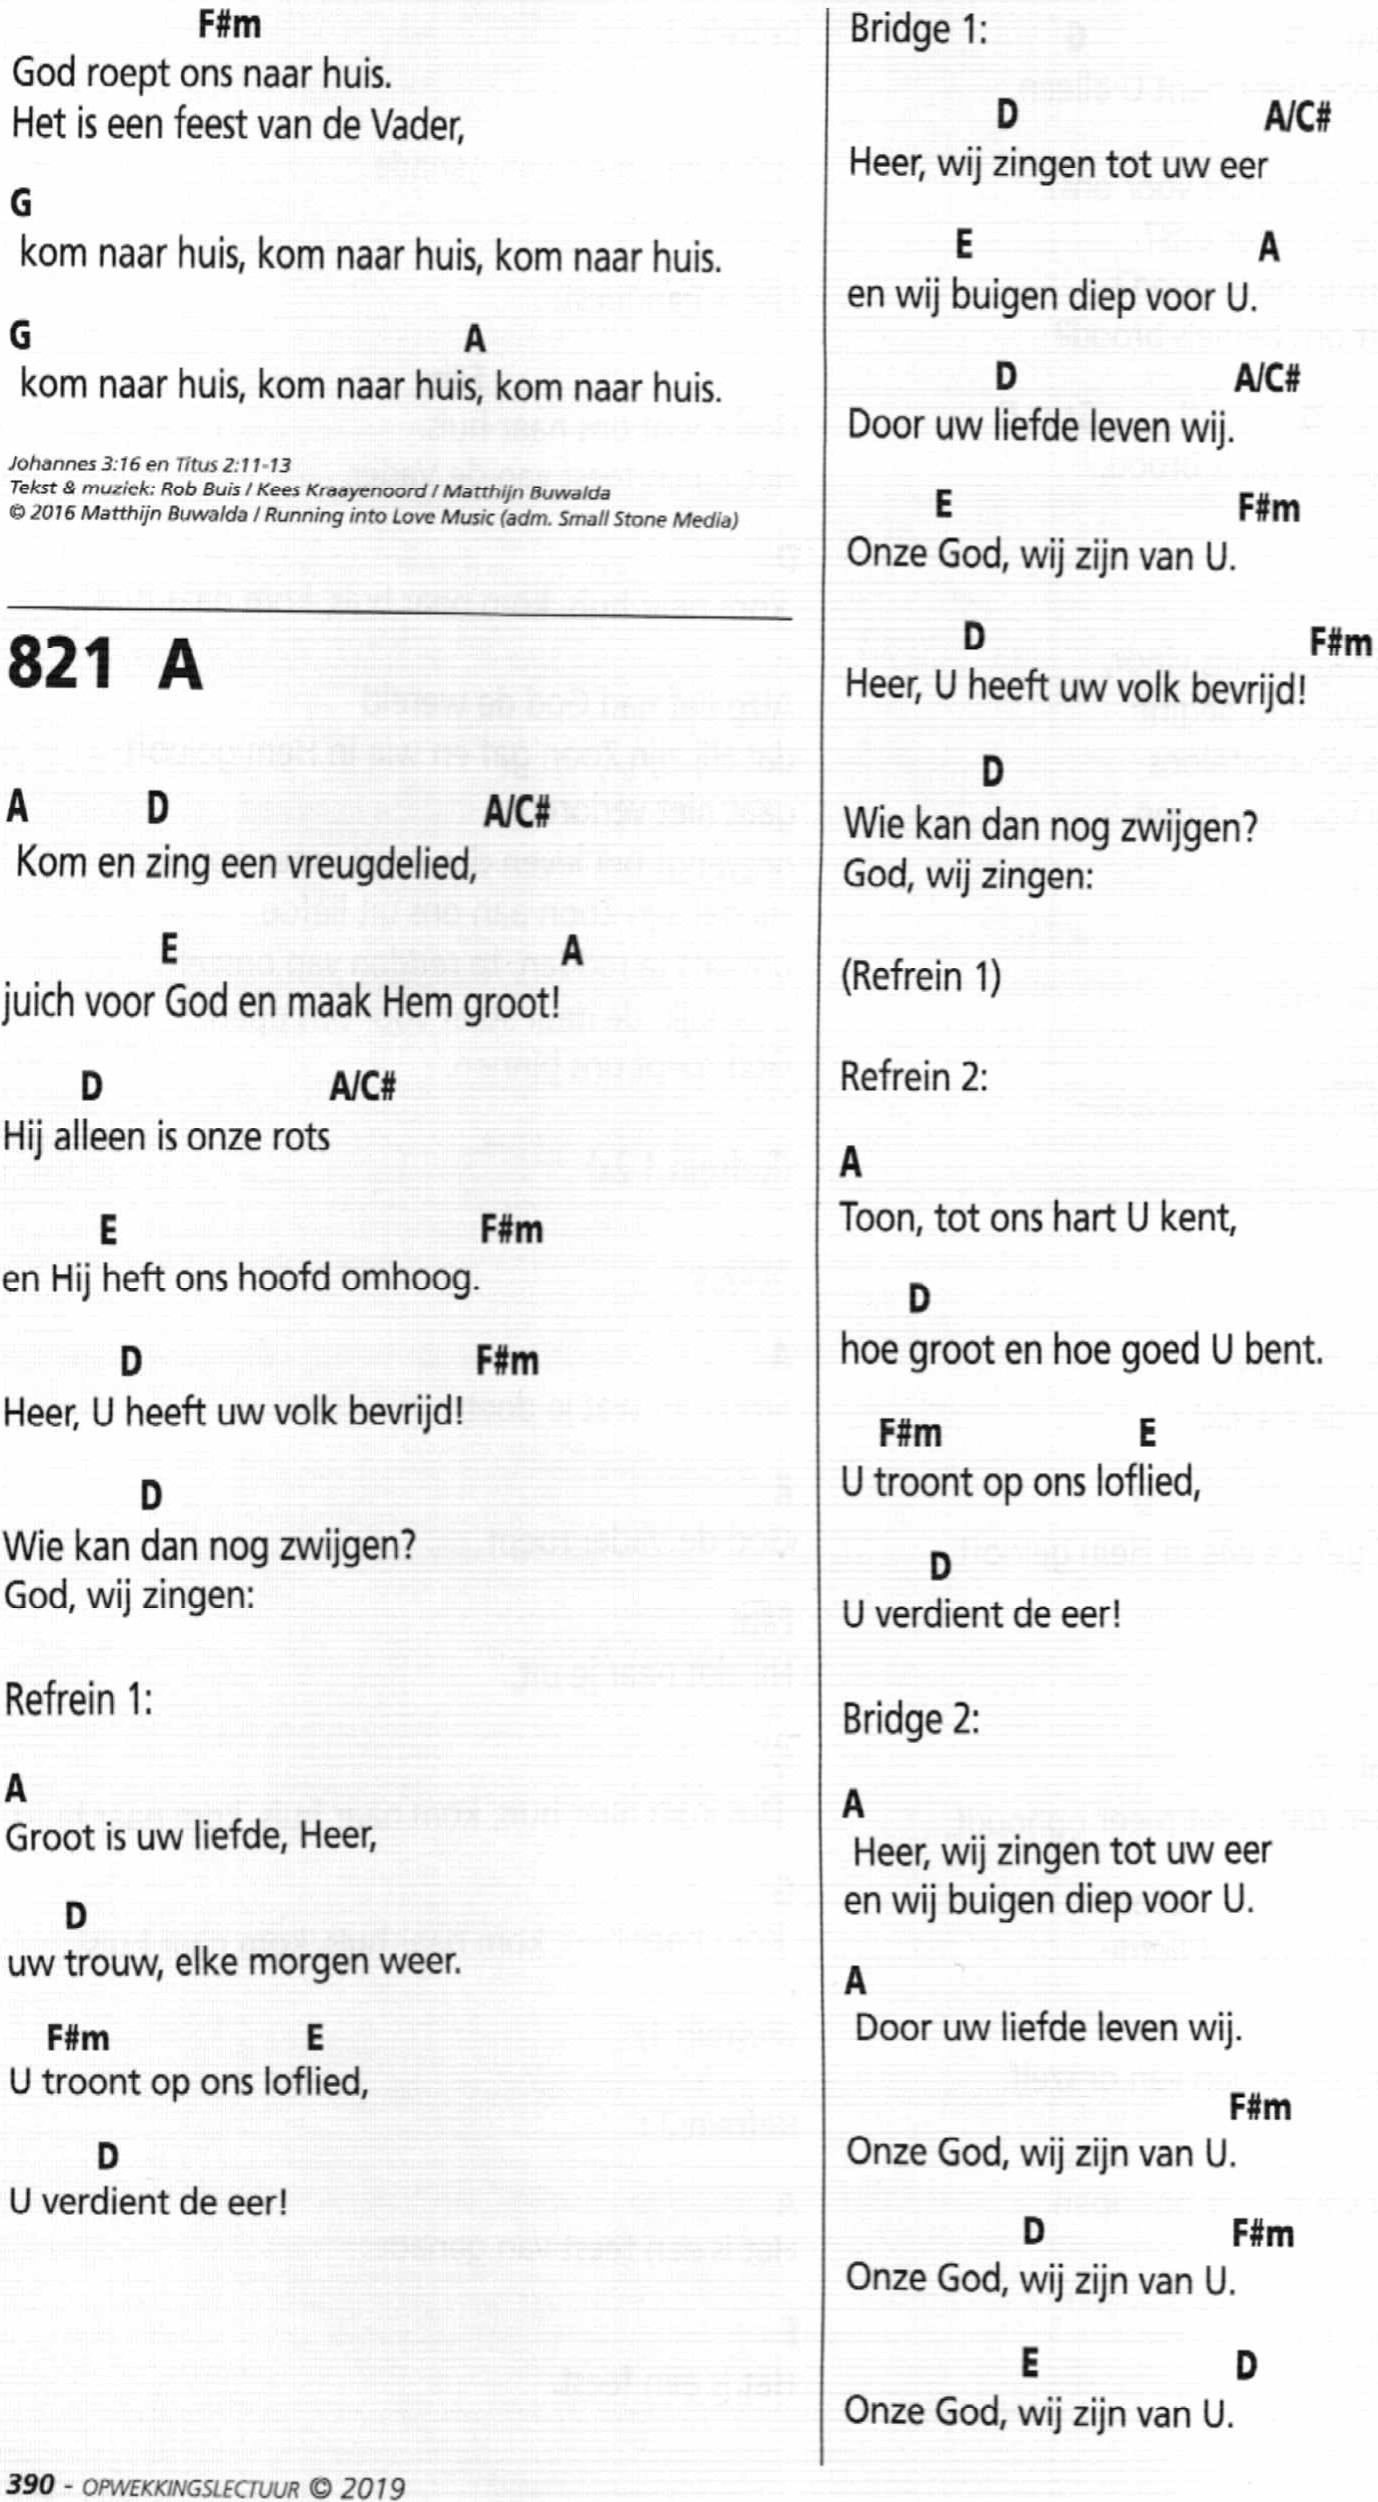 F#m
God roept ons naar huis.
Het is een feest van de Vader,
G
kom naar huis, kom naar huis, kom naar huis.
G A
kom naar huis, kom naar huis, kom naar huis.
Johannes 3:16 en Titus 2:11-13
Tekst & muziek: Rob Buis / Kees Kraayenoord / Matthijn Buwalda
© 2016 Matthijn Buwalda / Running into Love Music (adm. Small Stone Media)
821 A
A D A/C#
Kom en zing een vreugdelied,
E A
juich voor God en maak Hem groot!
D A/C#
Hij alleen is onze rots
E F#m
en Hij heft ons hoofd omhoog.
D F#m
Heer, U heeft uw volk bevrijd!
D
Wie kan dan nog zwijgen?
God, wij zingen:
Refrein 1:
A
Groot is uw liefde, Heer,
D
uw trouw, elke morgen weer.
F#m E
U troont op ons loflied,
D
U verdient de eer!
Bridge 1:
D A/C#
Heer, wij zingen tot uw eer
E A
en wij buigen diep voor U.
D A/C#
Door uw liefde leven wij.
E F#m
Onze God, wij zijn van U.
D F#m
Heer, U heeft uw volk bevrijd!
D
Wie kan dan nog zwijgen?
God, wij zingen:
(Refrein 1)
Refrein 2:
A
Toon, tot ons hart U kent,
D
hoe groot en hoe goed U bent.
F#m E
U troont op ons loflied,
D
U verdient de eer!
Bridge 2:
A
Heer, wij zingen tot uw eer
en wij buigen diep voor U.
A
Door uw liefde leven wij.
F#m
Onze God, wij zijn van U.
D F#m
Onze God, wij zijn van U.
E D
Onze God, wij zijn van U.
390 - OPWEKKINGSLECTUUR © 2019